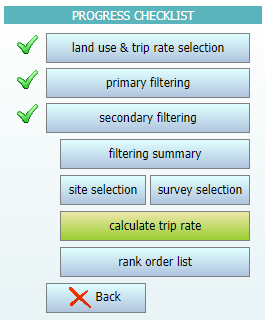 PROGRESS CHECKLIST
land use & trip rate selection
primary filtering
secondary filtering
filtering summary
site selection survey selection
calculate trip rate
rank order list
Back